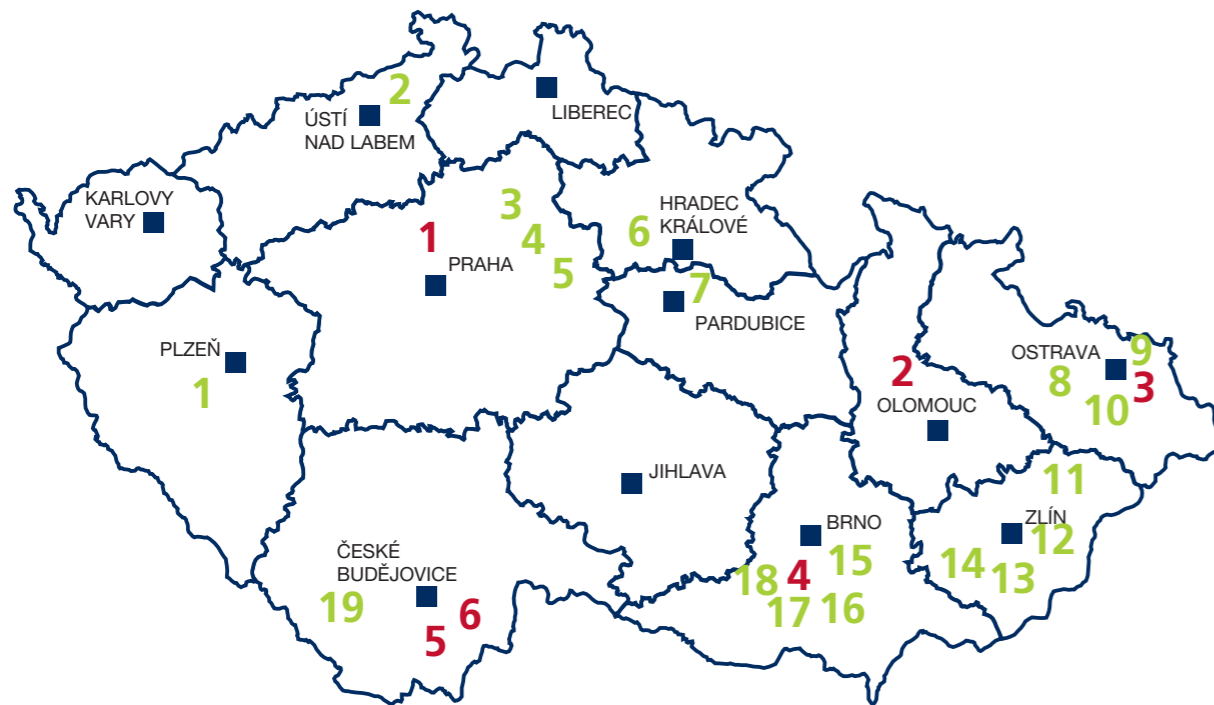 2
ÚSTÍ
NAD LABEM
LIBEREC
KARLOVY
VARY
3
4
5
1
PRAHA
HRADEC
KRÁLOVÉ
6
7
PARDUBICE
PLZEŇ
1
2
OLOMOUC
OSTRAVA
9
8
3
10
JIHLAVA
11
ZLÍN
12
13
14
BRNO
15
18
4
17
16
ČESKÉ
BUDĚJOVICE
19
6
5